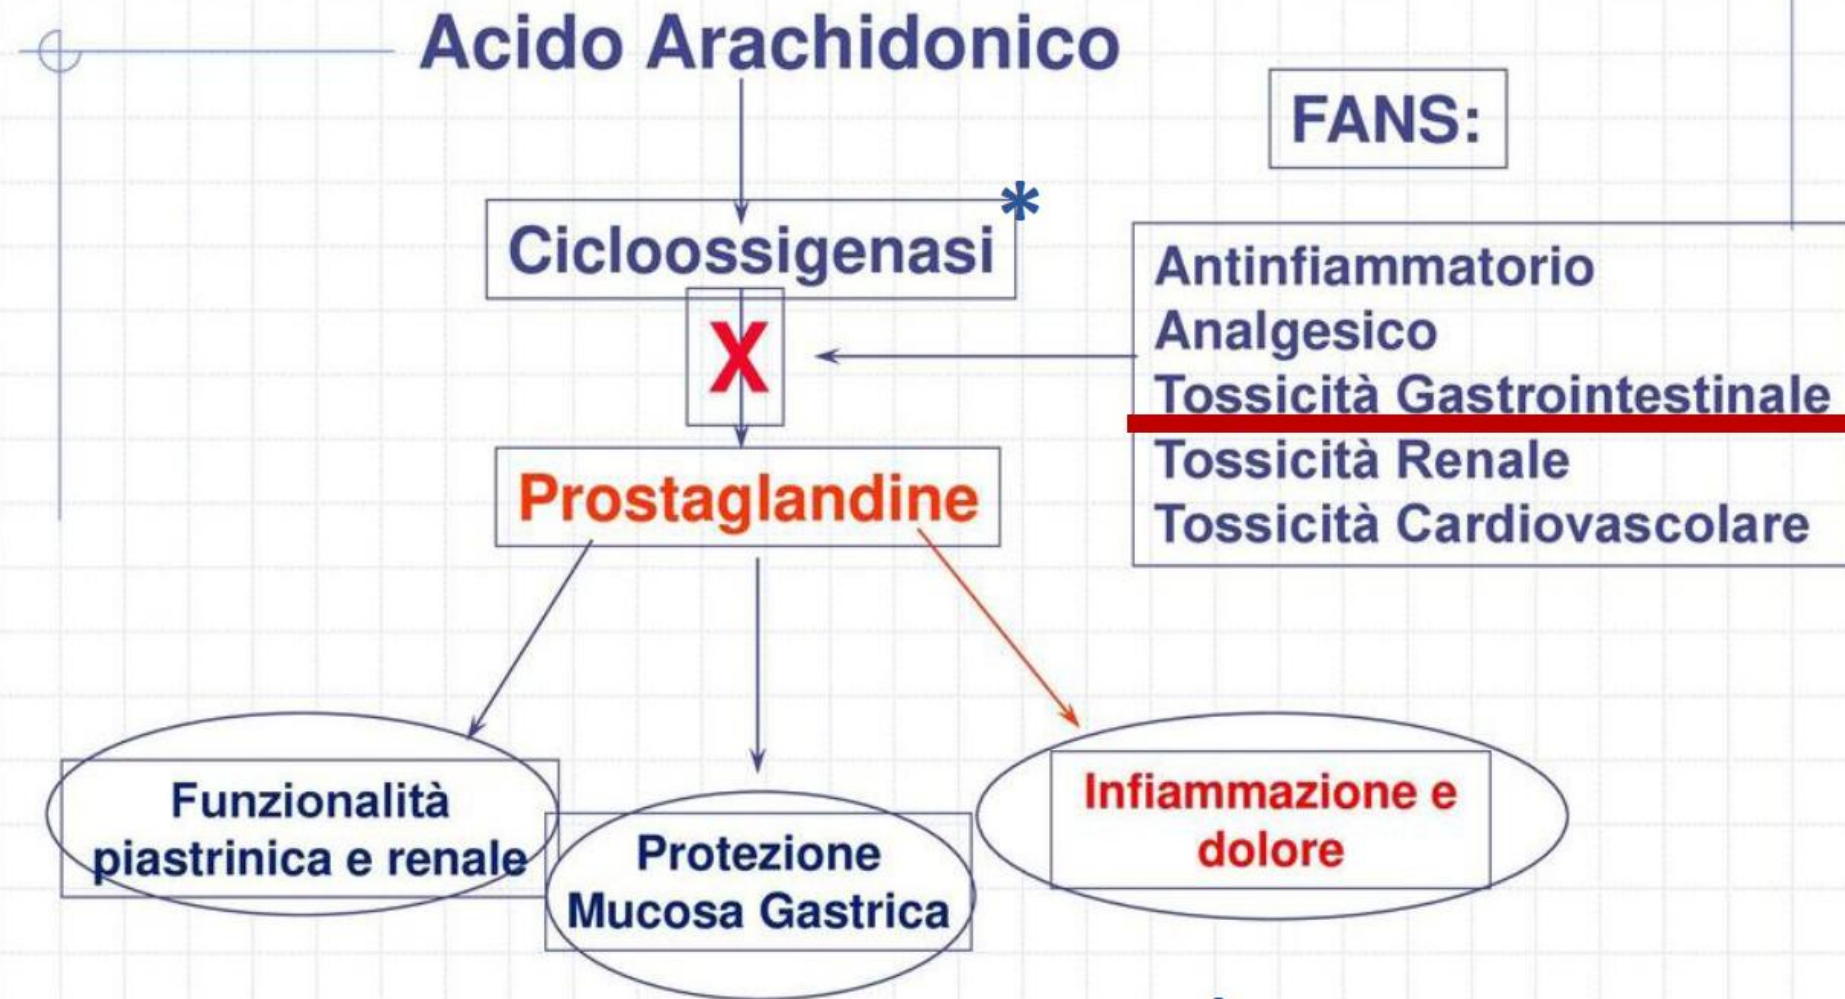 Acido Arachidonico
FANS:
Cicloossigenasi*
X
Antinfiammatorio
Analgesico
Tossicità Gastrointestinale
Tossicità Renale
Tossicità Cardiovascolare
Prostaglandine
Funzionalità
piastrinica e renale
Protezione
Mucosa Gastrica
Infiammazione e
dolore